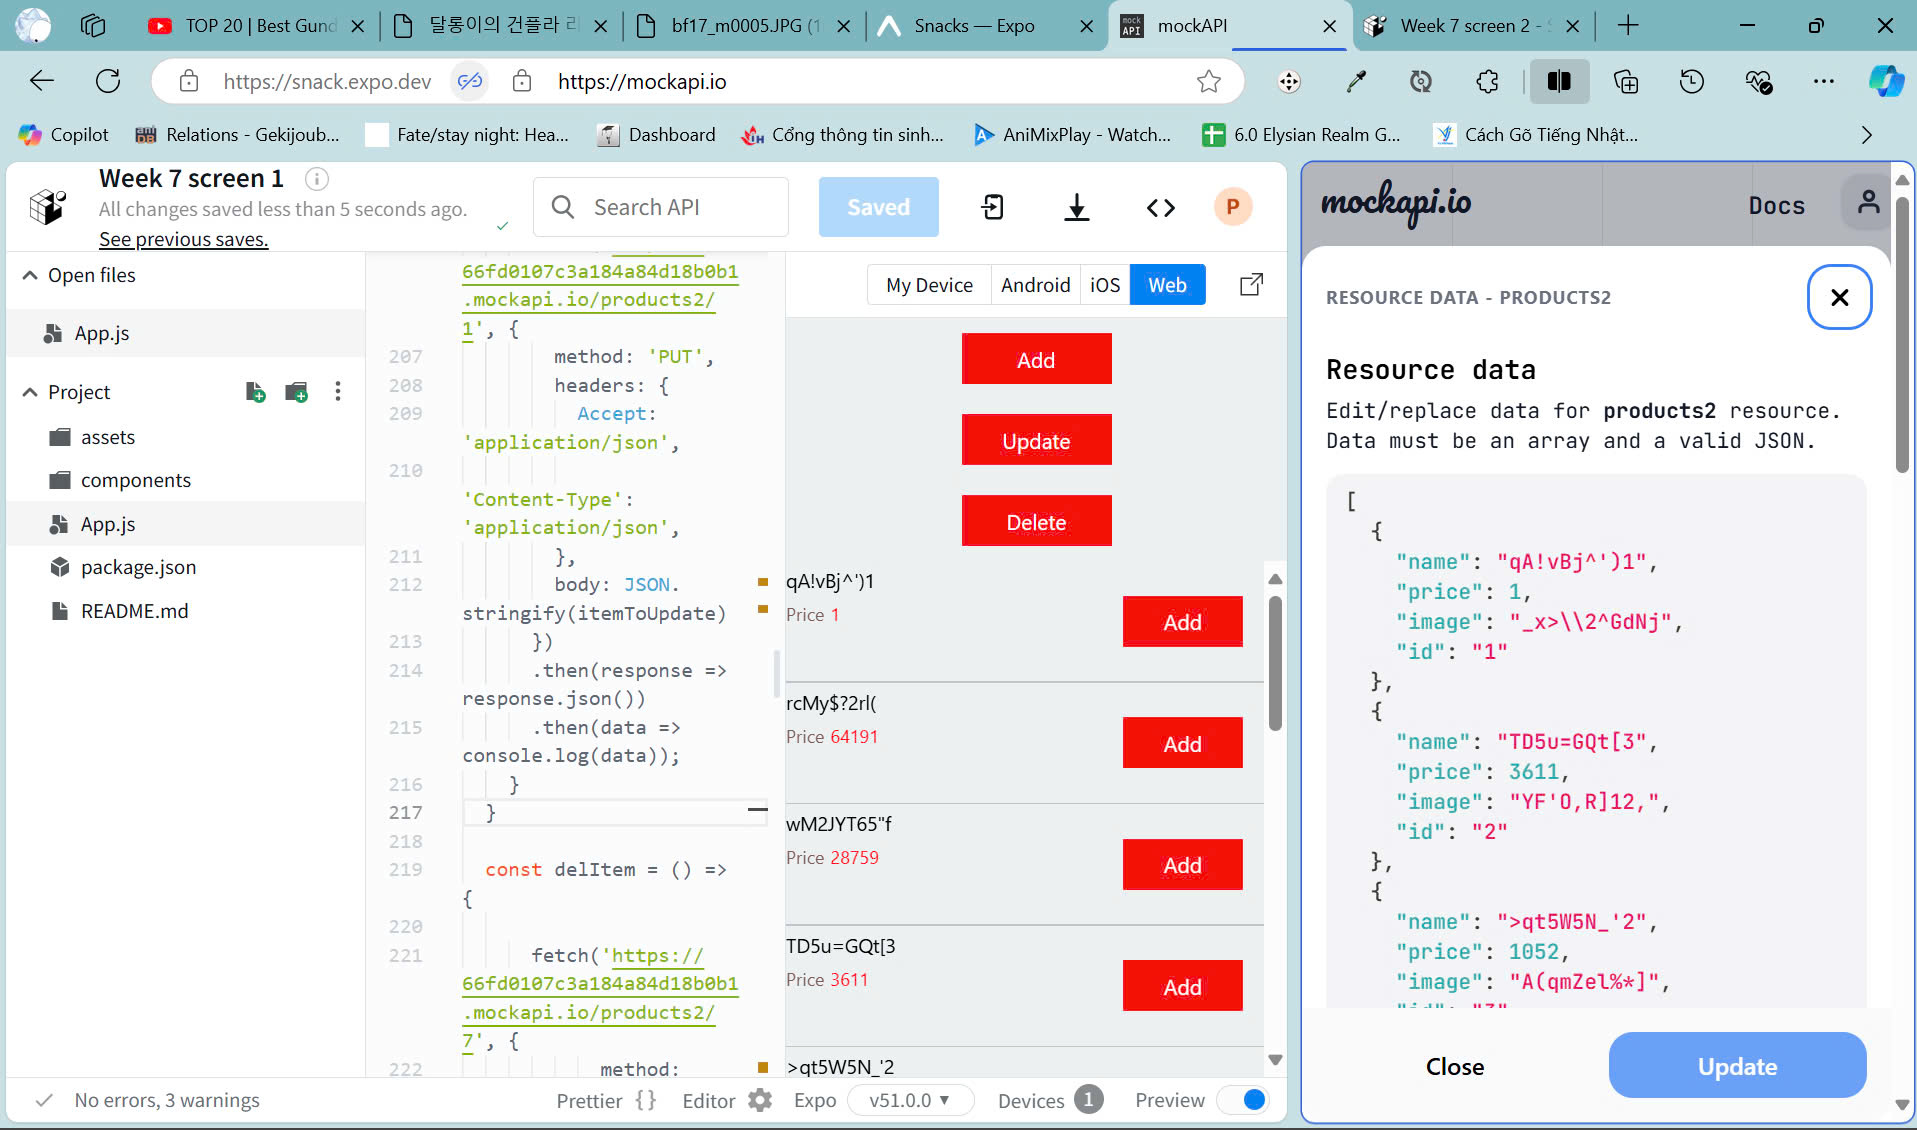 TOP 20 | Best Gund
달롱이의 건플라 리
bf17_m0005.JPG (1
Snacks — Expo
mock API
mockAPI
Week 7 screen 2 - S
https://snack.expo.dev
https://mockapi.io
Copilot
Relations - Gekijoub...
Fate/stay night: Hea...
Dashboard
Cổng thông tin sinh...
AniMixPlay - Watch...
6.0 Elysian Realm G...
Cách Gõ Tiếng Nhật...
Week 7 screen 1
All changes saved less than 5 seconds ago.
See previous saves.
Search API
Saved
P
Open files
App.js
Project
assets
components
App.js
package.json
README.md
66fd0107c3a184a84d18b0b1
.mockapi.io/products2/
1', {
207 method: 'PUT',
208 headers: {
209 Accept:
'application/json',
210
'Content-Type':
'application/json',
211 },
212 body: JSON.
stringify(itemToUpdate)
213 })
214 .then(response =>
response.json())
215 .then(data =>
console.log(data));
216 }
217 }
218
219 const delItem = () =>
{
220
221 fetch('https://
66fd0107c3a184a84d18b0b1
.mockapi.io/products2/
7', {
222 method:
My Device
Android
iOS
Web
Add
Update
Delete
qA!vBj^')1
Price 1
Add
rcMy$?2rl(
Price 64191
Add
wM2JYT65"f
Price 28759
Add
TD5u=GQt[3
Price 3611
Add
>qt5W5N_'2
No errors, 3 warnings
Prettier {}
Editor
Expo
v51.0.0
Devices 1
Preview
mockapi.io
Docs
RESOURCE DATA - PRODUCTS2
Resource data
Edit/replace data for products2 resource.
Data must be an array and a valid JSON.
[
{
"name": "qA!vBj^')1",
"price": 1,
"image": "_x>\\2^GdNj",
"id": "1"
},
{
"name": "TD5u=GQt[3",
"price": 3611,
"image": "YF'O,R]12,",
"id": "2"
},
{
"name": ">qt5W5N_'2",
"price": 1052,
"image": "A(qmZel%*]",
"id": "3"
Close
Update